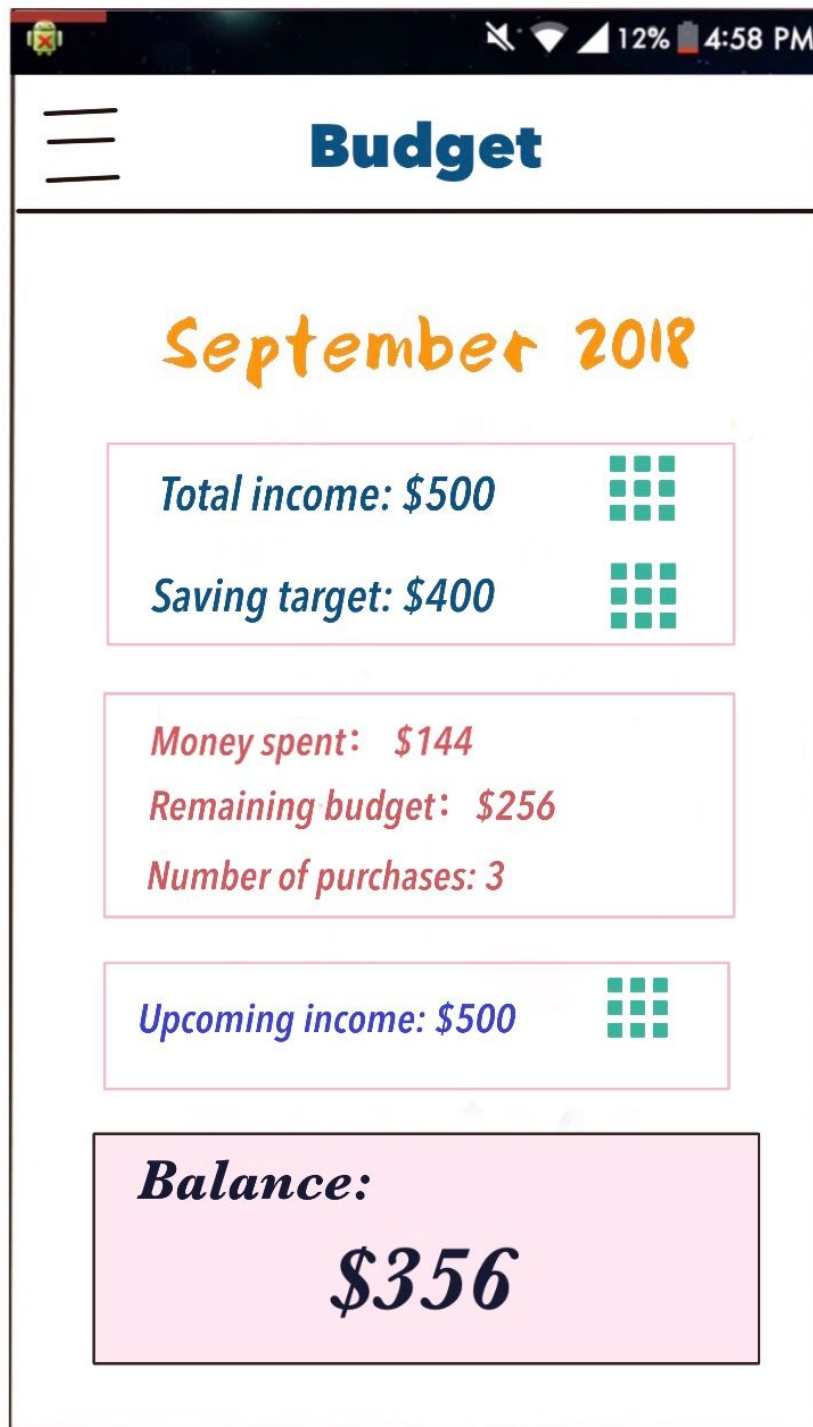 12% 4:58 PM
Budget
September 2018
Total income: $500
Saving target: $400
Money spent: $144
Remaining budget: $256
Number of purchases: 3
Upcoming income: $500
Balance:
$356